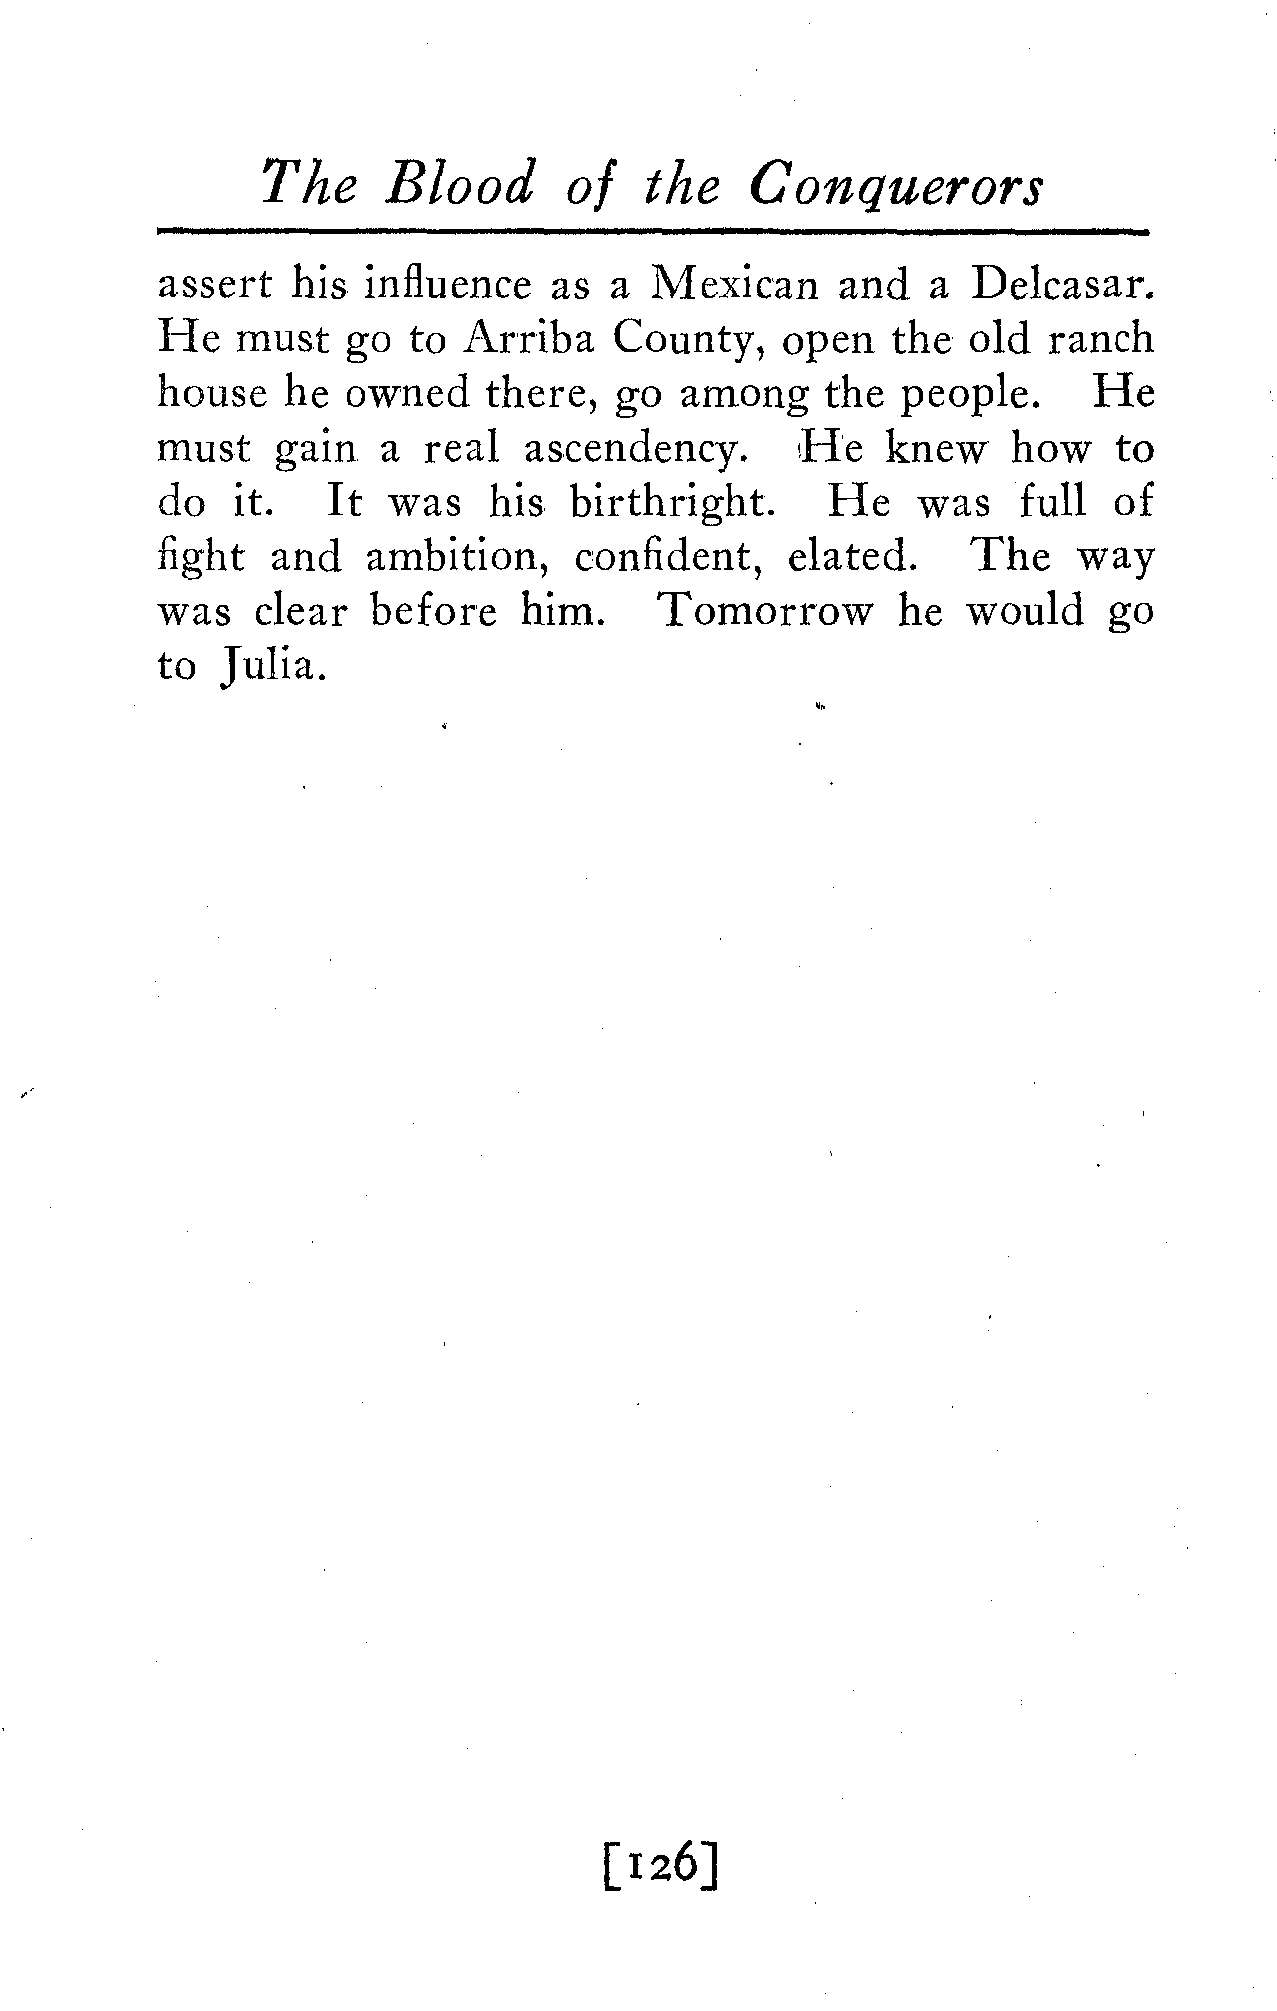 The Blood of the Conquerors
assert his influence as a Mexican and a Delcasar.
He must go to Arriba County, open the old ranch
house he owned there, go among the people. He
must gain a real ascendency. He knew how to
do it. It was his birthright. He was full of
fight and ambition, confident, elated. The way
was clear before him. Tomorrow he would go
to Julia.
[126]